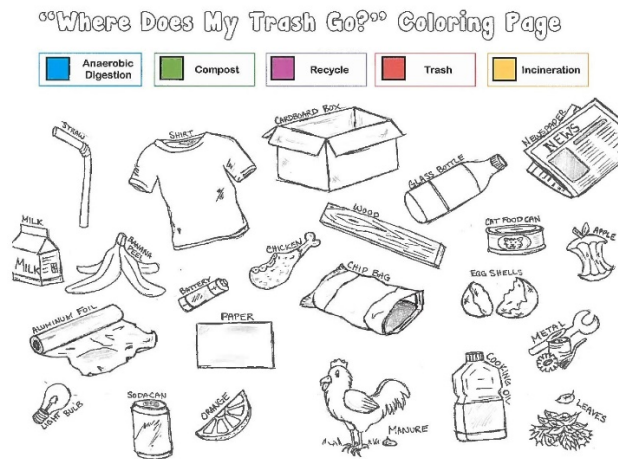 "Where Does My Trash Go?" Coloring Page
Anaerobic Digestion
Compost
Recycle
Trash
Incineration
STRAW
SHIRT
CARDBOARD BOX
GLASS BOTTLE
NEWSPAPER
NEWS
MILK
MILK
BANANA PEEL
BATTERY
CHICKEN
WOOD
CHIP BAG
CAT FOOD CAN
EGG SHELLS
APPLE
ALUMINUM FOIL
PAPER
METAL
LIGHT BULB
SODA CAN
ORANGE
MANURE
COOKING OIL
LEAVES